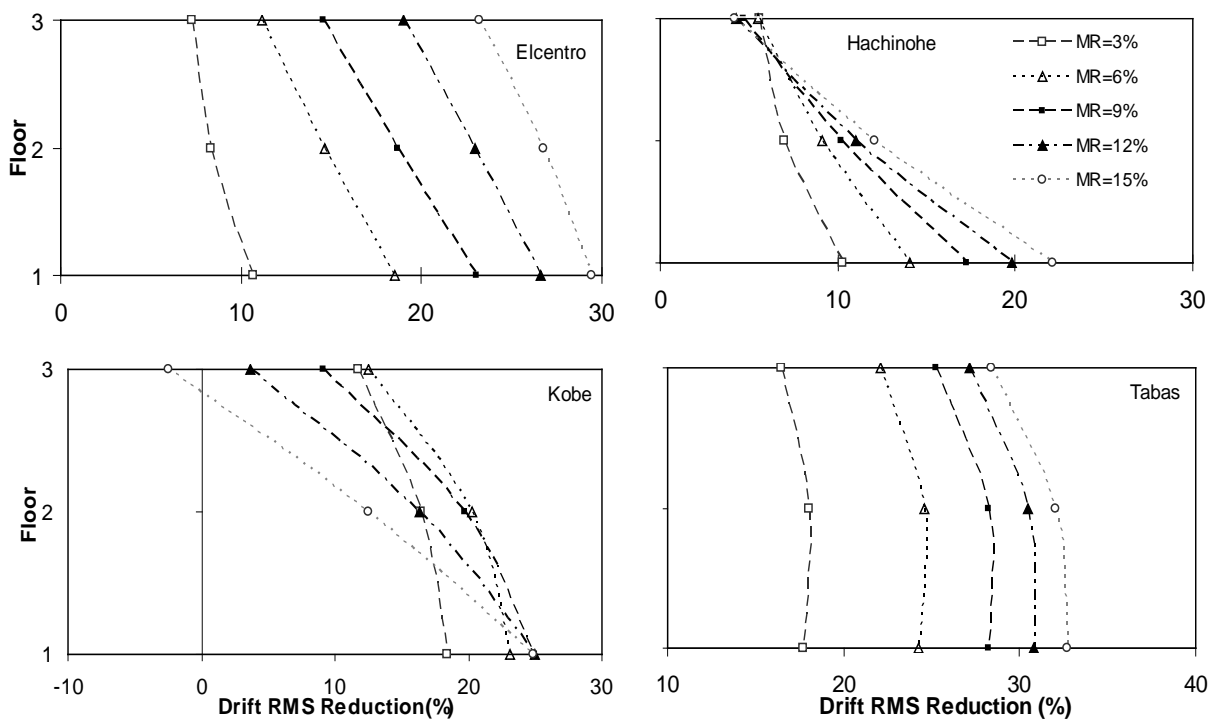 3
Elcentro
Floor
2
1
0
10
20
30
Hachinohe
MR=3%
MR=6%
MR=9%
MR=12%
MR=15%
0
10
20
30
3
Kobe
Floor
2
1
-10
0
10
20
30
Drift RMS Reduction(%)
Tabas
10
20
30
40
Drift RMS Reduction (%)